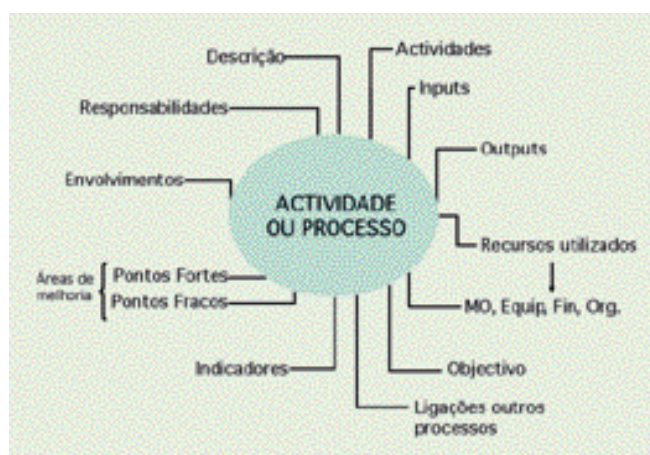 Descrição
Actividades
Inputs
Responsabilidades
Outputs
Envolvimentos
ACTIVIDADE
OU PROCESSO
Recursos utilizados
Áreas de
melhoria
Pontos Fortes
Pontos Fracos
MO, Equip, Fin, Org.
Indicadores
Objectivo
Ligações outros
processos